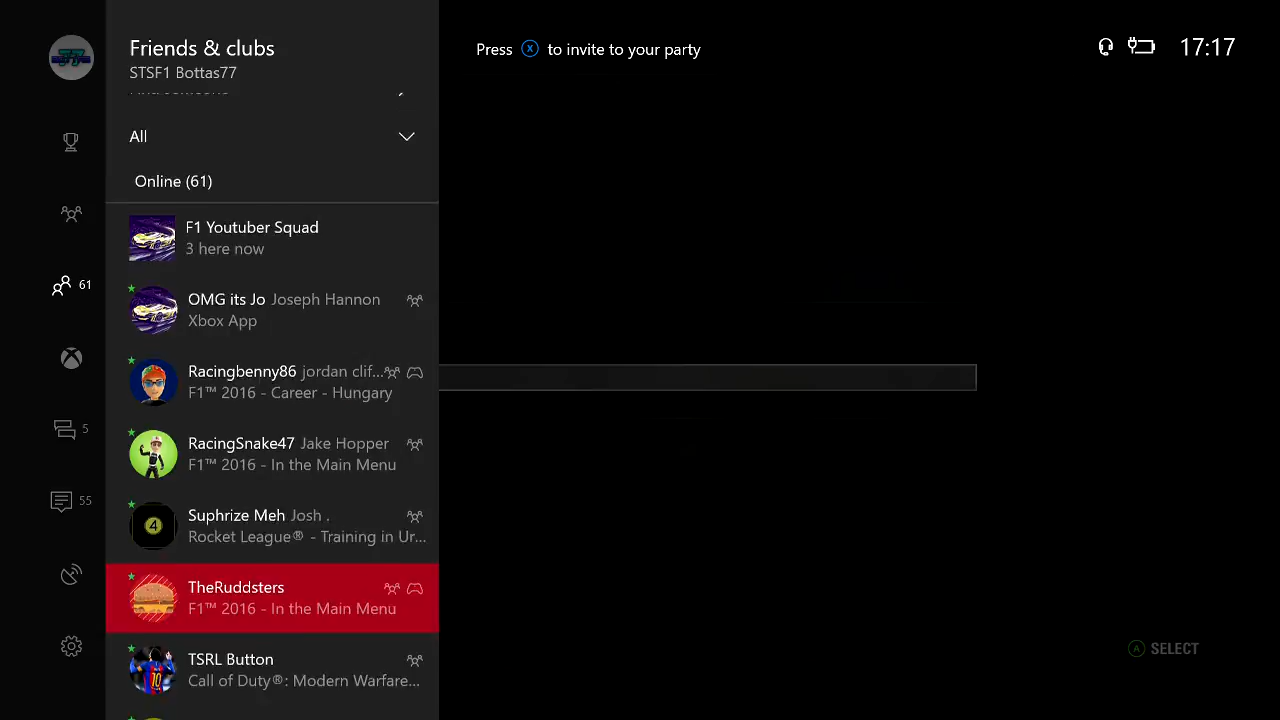 Friends & clubs
STSF1 Bottas77
Press X to invite to your party
17:17
All
Online (61)
F1 Youtuber Squad
3 here now
61
OMG its Jo Joseph Hannon
Xbox App
Racingbenny86 jordan clif...
F1™ 2016 - Career - Hungary
5
RacingSnake47 Jake Hopper
F1™ 2016 - In the Main Menu
55
Suphrize Meh Josh .
4
Rocket League® - Training in Ur...
TheRuddsters
F1™ 2016 - In the Main Menu
TSRL Button
10
Call of Duty®: Modern Warfare...
A SELECT